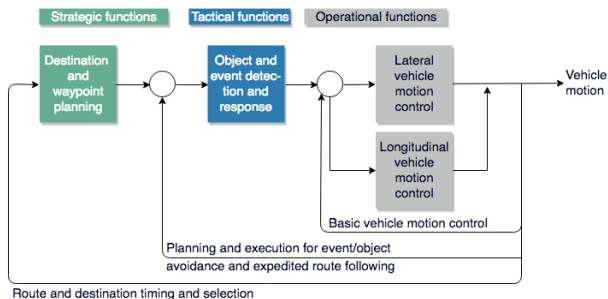 Strategic functions
Tactical functions
Operational functions
Destination
and
waypoint
planning
Object and
event detec-
tion and
response
Lateral
vehicle
motion
control
Vehicle
motion
Longitudinal
vehicle
motion
control
Basic vehicle motion control
Planning and execution for event/object
avoidance and expedited route following
Route and destination timing and selection